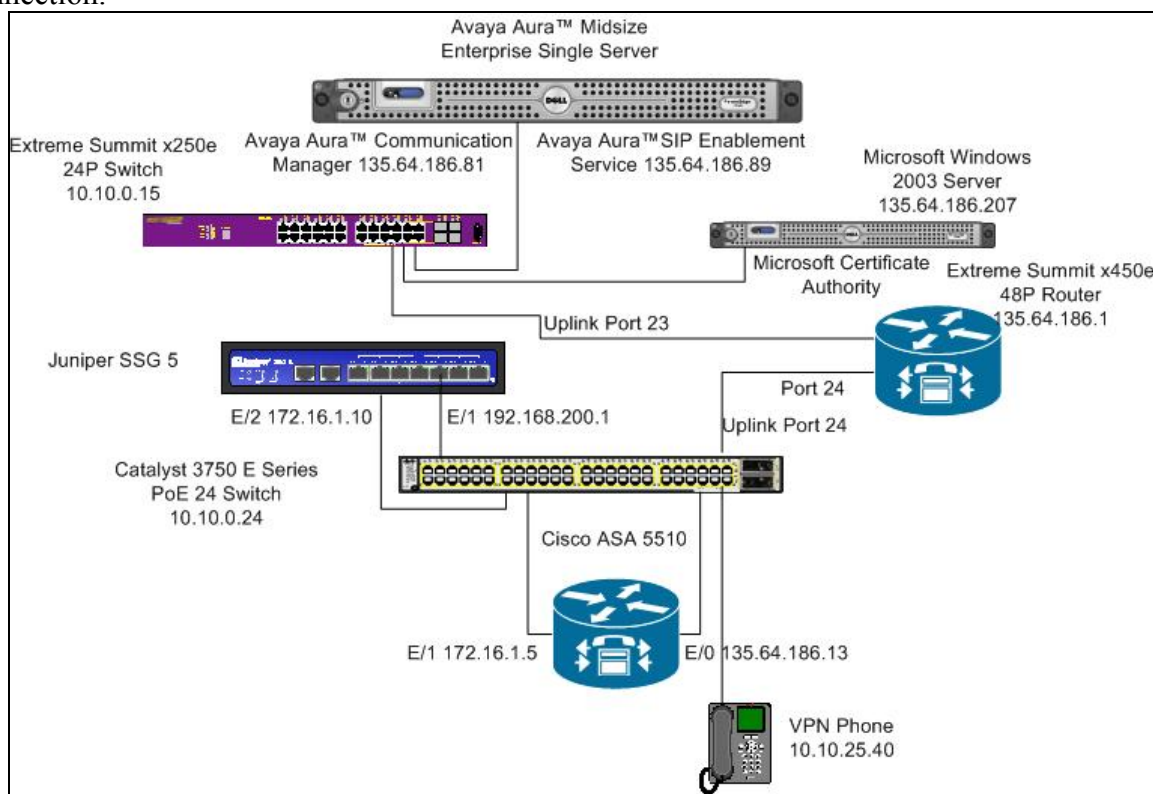 Avaya Aura™ Midsize
Enterprise Single Server
DELL
Extreme Summit x250e
24P Switch
10.10.0.15
Avaya Aura™ Communication
Manager 135.64.186.81
Avaya Aura™SIP Enablement
Service 135.64.186.89
Microsoft Windows
2003 Server
135.64.186.207
Microsoft Certificate
Authority
Extreme Summit x450e
48P Router
135.64.186.1
Uplink Port 23
Juniper SSG 5
Port 24
E/2 172.16.1.10
E/1 192.168.200.1
Uplink Port 24
Catalyst 3750 E Series
PoE 24 Switch
10.10.0.24
Cisco ASA 5510
E/1 172.16.1.5
E/0 135.64.186.13
VPN Phone
10.10.25.40